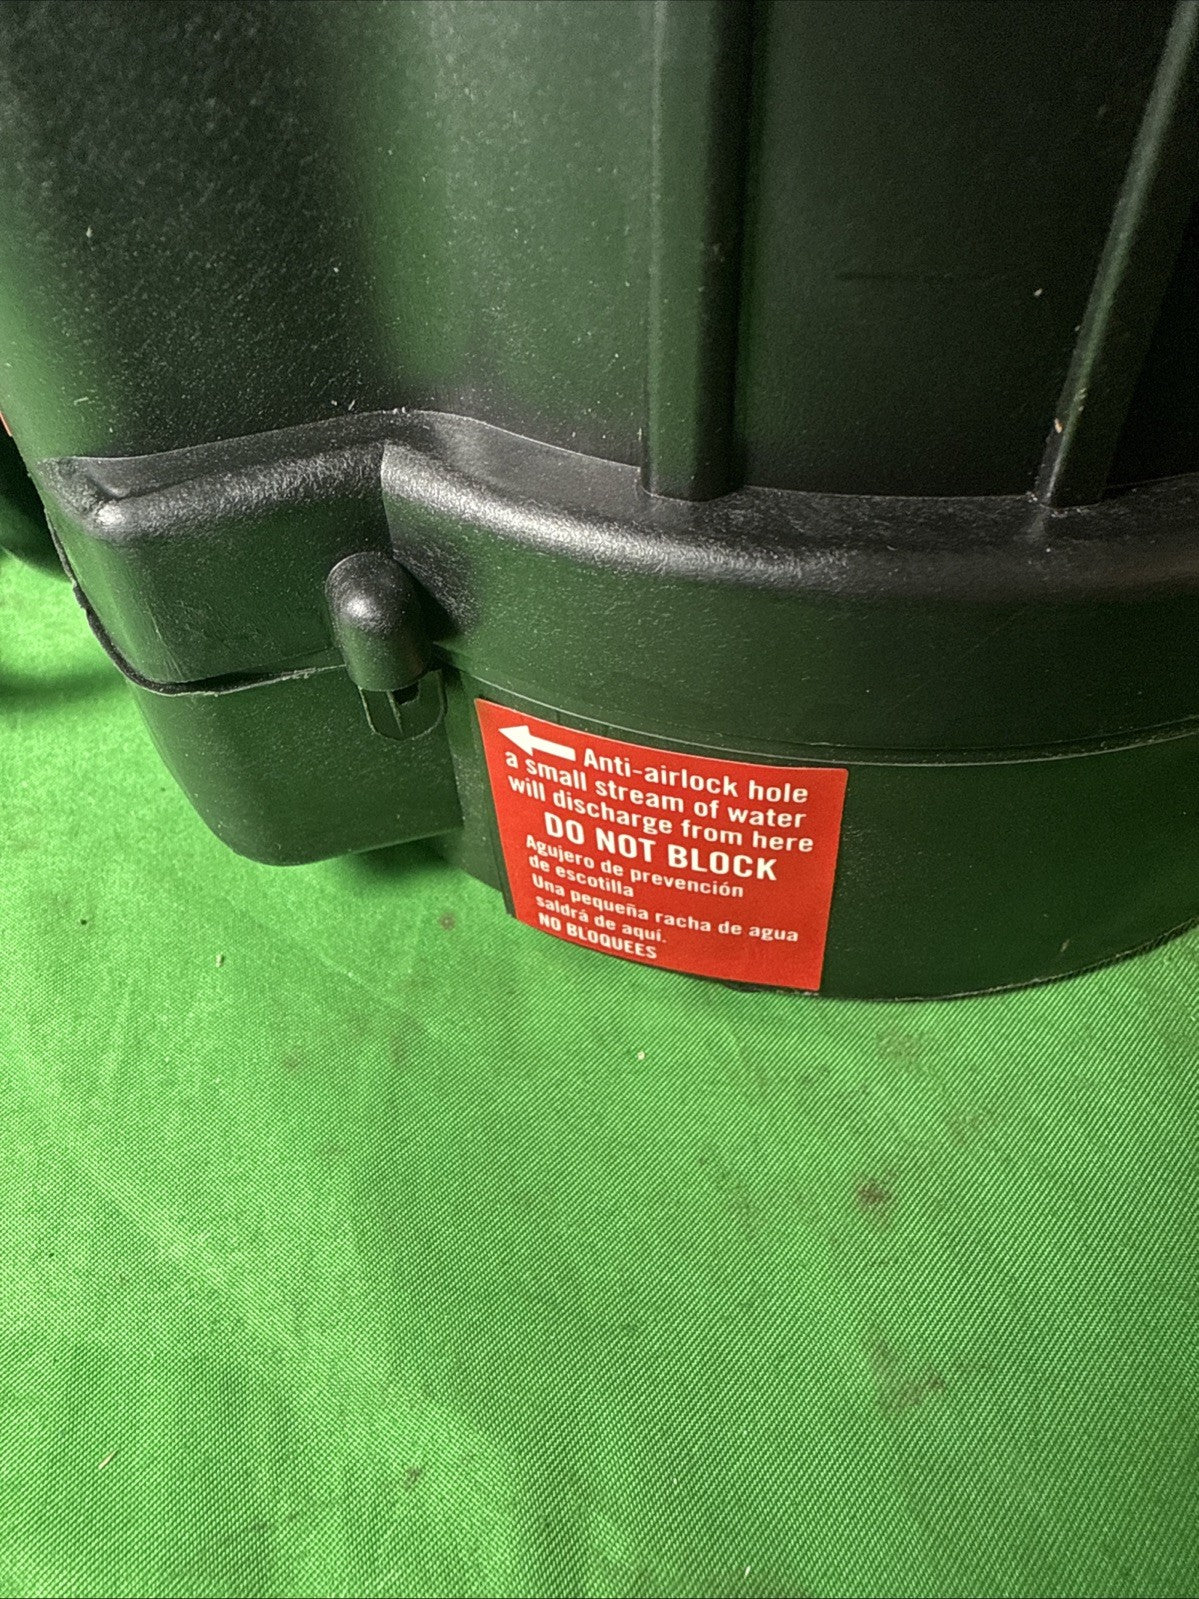 Anti-airlock hole
a small stream of water
will discharge from here
DO NOT BLOCK
Agujero de prevención
de escotilla
Una pequeña racha de agua
saldrá de aquí.
NO BLOQUEES